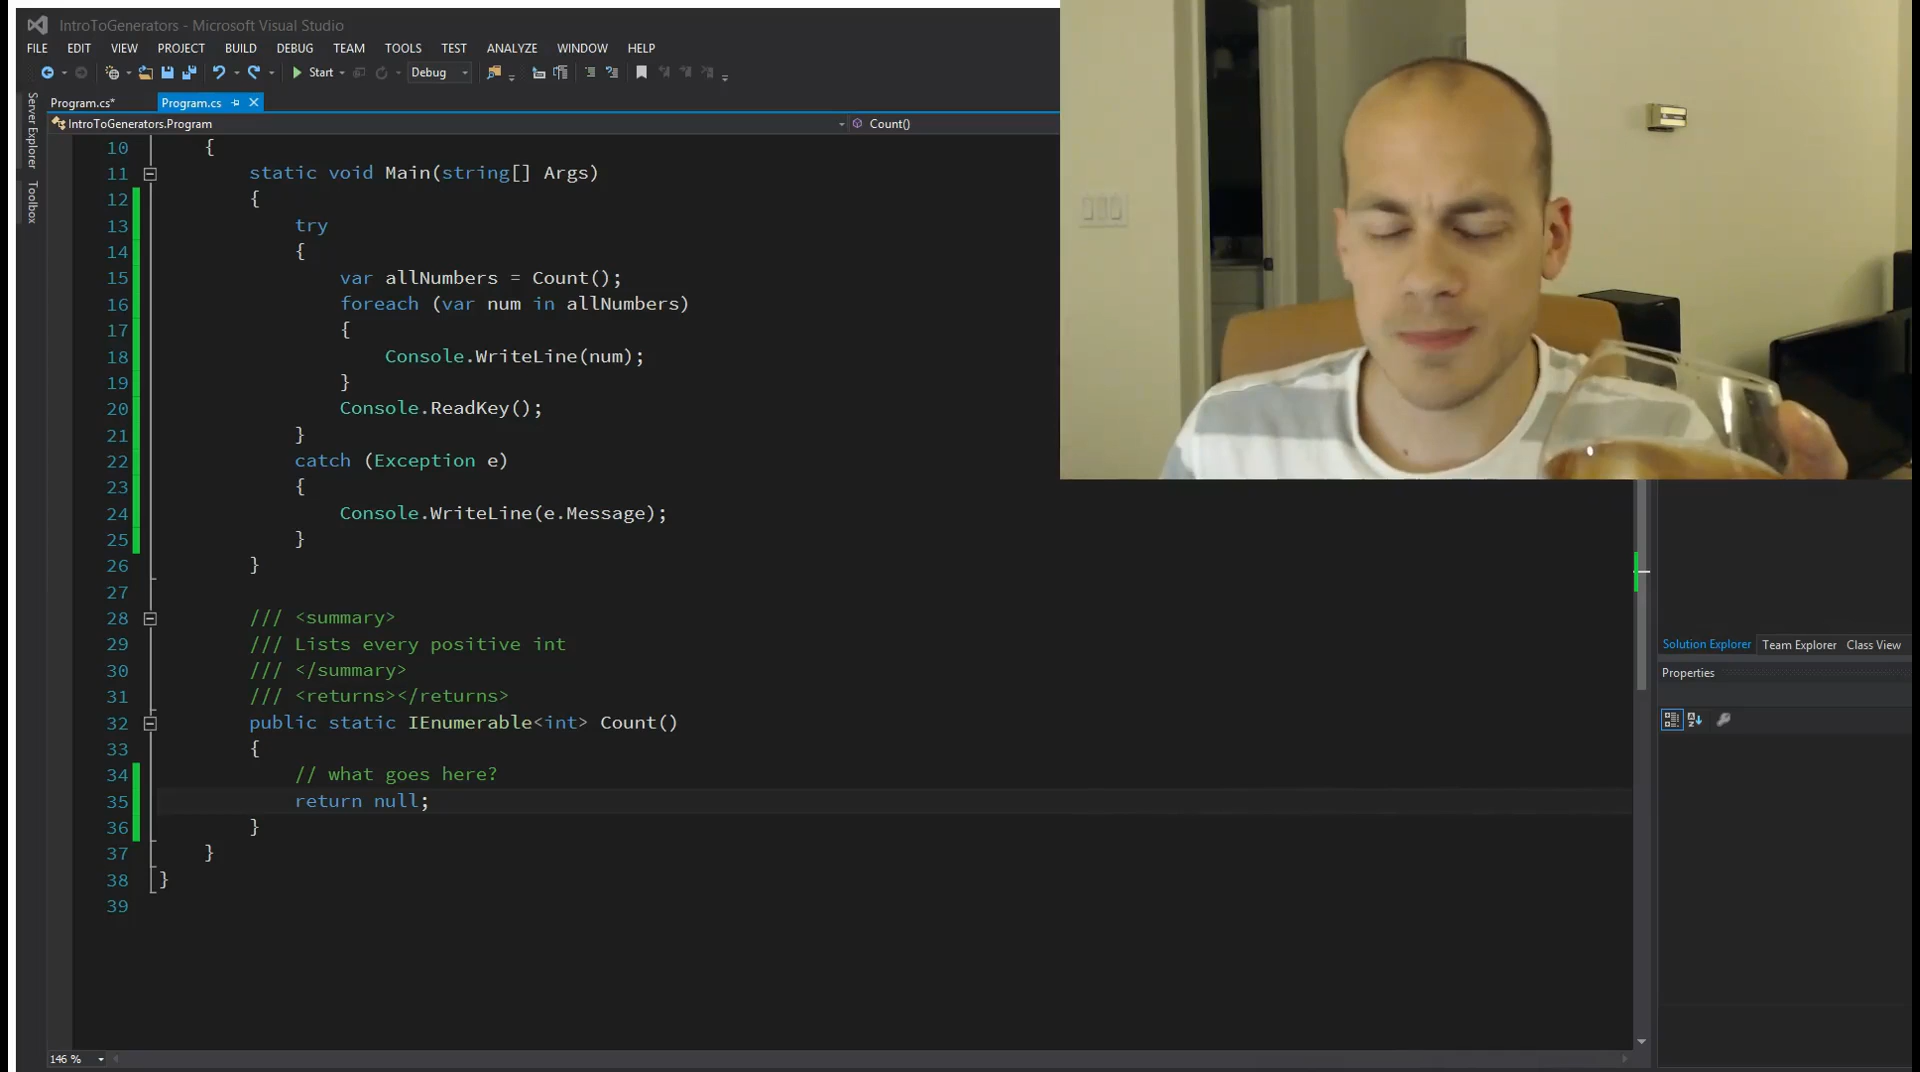 IntroToGenerators - Microsoft Visual Studio
FILE EDIT VIEW PROJECT BUILD DEBUG TEAM TOOLS TEST ANALYZE WINDOW HELP
Start Debug
Server Explorer
Toolbox
Program.cs* Program.cs
IntroToGenerators.Program Count()
10 {
11 static void Main(string[] Args)
12 {
13 try
14 {
15 var allNumbers = Count();
16 foreach (var num in allNumbers)
17 {
18 Console.WriteLine(num);
19 }
20 Console.ReadKey();
21 }
22 catch (Exception e)
23 {
24 Console.WriteLine(e.Message);
25 }
26 }
27
28 /// <summary>
29 /// Lists every positive int
30 /// </summary>
31 /// <returns></returns>
32 public static IEnumerable<int> Count()
33 {
34 // what goes here?
35 return null;
36 }
37 }
38 }
39
146 %
Solution Explorer Team Explorer Class View
Properties